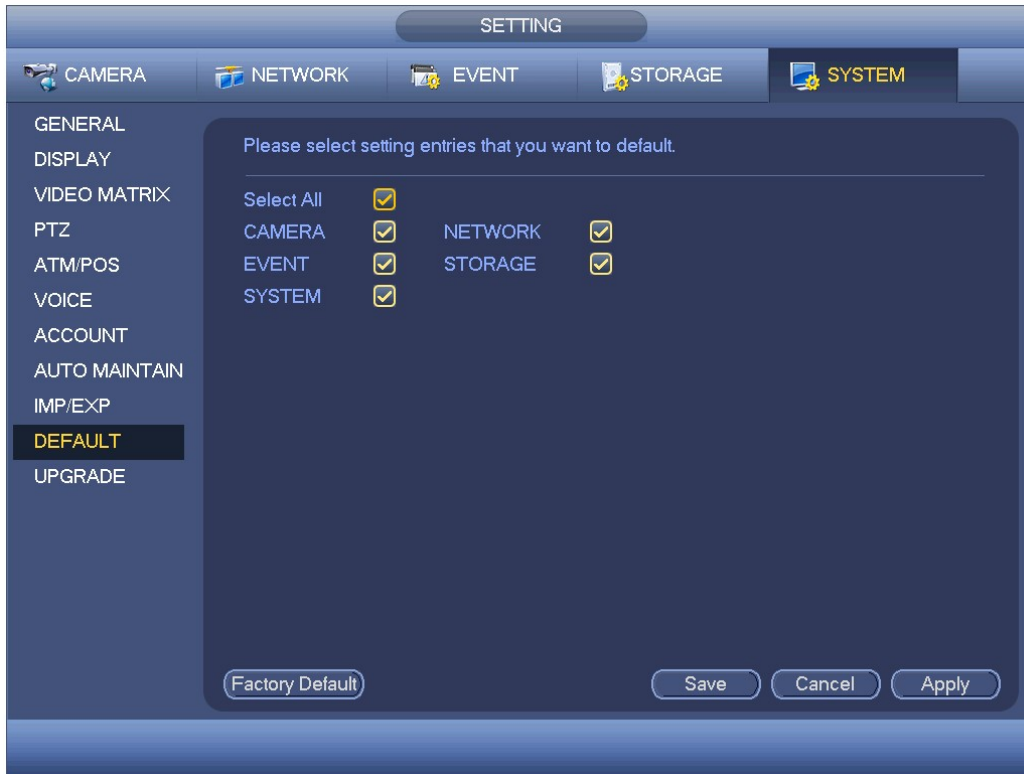 SETTING
CAMERA NETWORK EVENT STORAGE SYSTEM
GENERAL
DISPLAY
VIDEO MATRIX
PTZ
ATM/POS
VOICE
ACCOUNT
AUTO MAINTAIN
IMP/EXP
DEFAULT
UPGRADE
Please select setting entries that you want to default.
Select All
CAMERA NETWORK
EVENT STORAGE
SYSTEM
Factory Default Save Cancel Apply